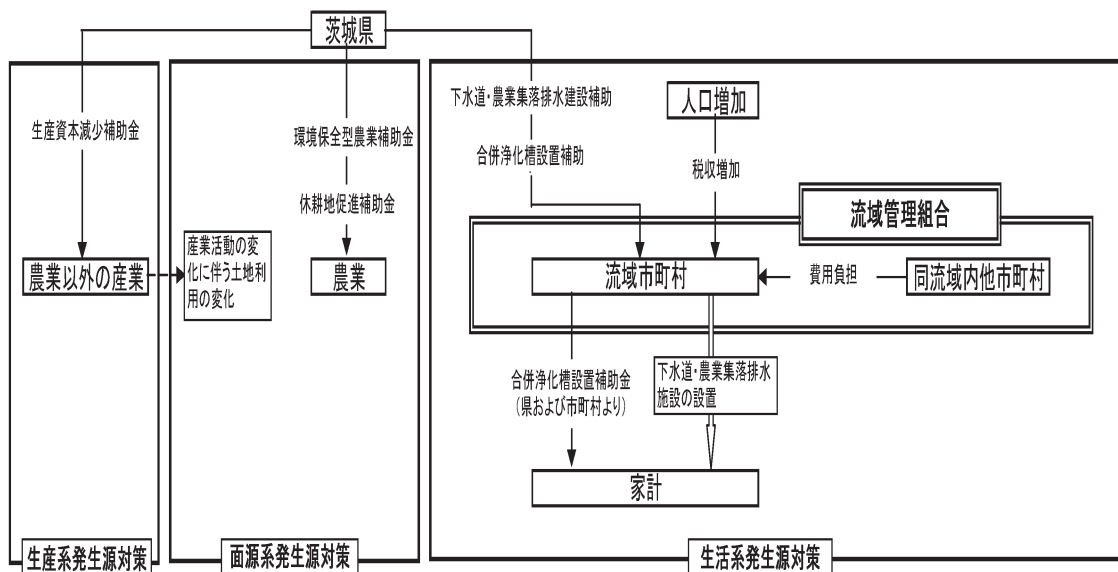 茨城県
生産資本減少補助金
農業以外の産業
産業活動の変
化に伴う土地利
用の変化
生産系発生源対策
環境保全型農業補助金
休耕地促進補助金
農業
面源系発生源対策
下水道・農業集落排水建設補助
合併浄化槽設置補助
人口増加
税収増加
流域管理組合
流域市町村
費用負担
同流域内他市町村
合併浄化槽設置補助金
(県および市町村より)
下水道・農業集落排水
施設の設置
家計
生活系発生源対策